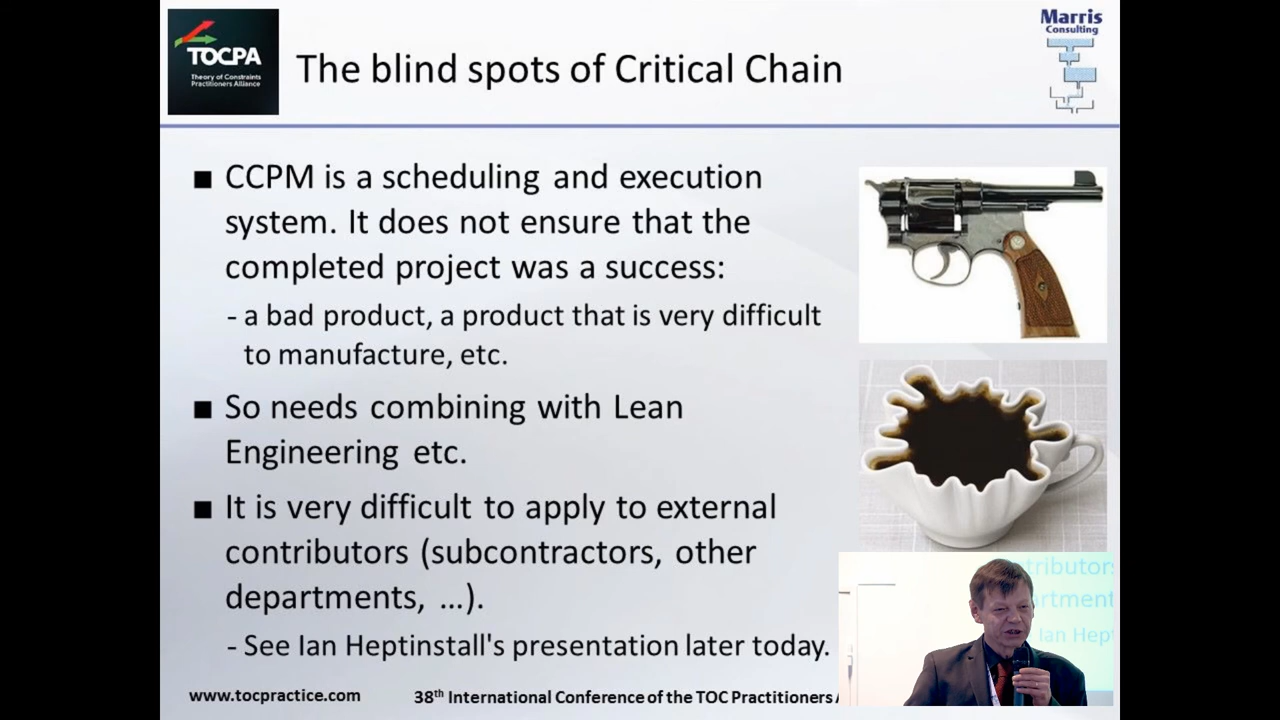 TOCPA
Theory of Constraints
Practitioners Alliance
The blind spots of Critical Chain
Marris
Consulting
■ CCPM is a scheduling and execution
system. It does not ensure that the
completed project was a success:
- a bad product, a product that is very difficult
to manufacture, etc.
■ So needs combining with Lean
Engineering etc.
■ It is very difficult to apply to external
contributors (subcontractors, other
departments, ...).
- See Ian Heptinstall's presentation later today.
www.tocpractice.com
38th International Conference of the TOC Practitioners